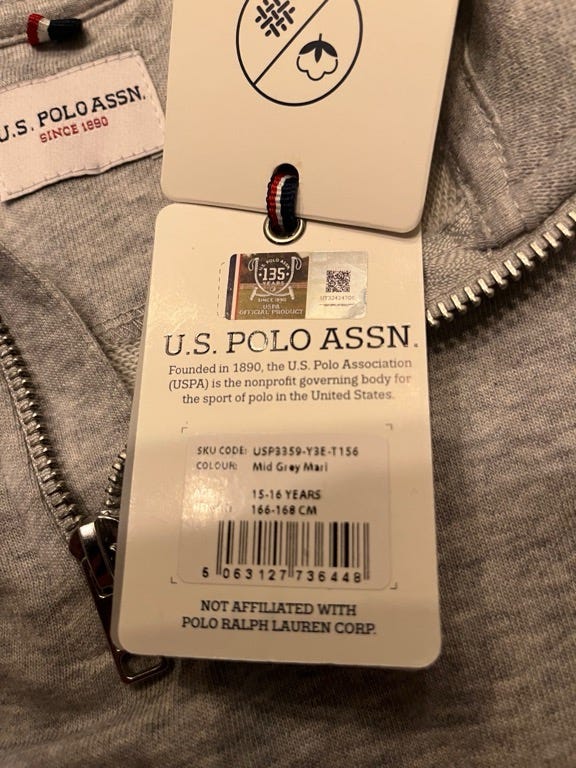 U.S. POLO ASSN.
SINCE 1890
U.S. POLO ASSN.
135
YEARS
SINCE 1890
USPA
OFFICIAL PRODUCT
U.S. POLO ASSN.
Founded in 1890, the U.S. Polo Association
(USPA) is the nonprofit governing body for
the sport of polo in the United States.
SKU CODE: USP3359-Y3E-T156
COLOUR: Mid Grey Marl
15-16 YEARS
166-168 CM
5 063127 736448
NOT AFFILIATED WITH
POLO RALPH LAUREN CORP.